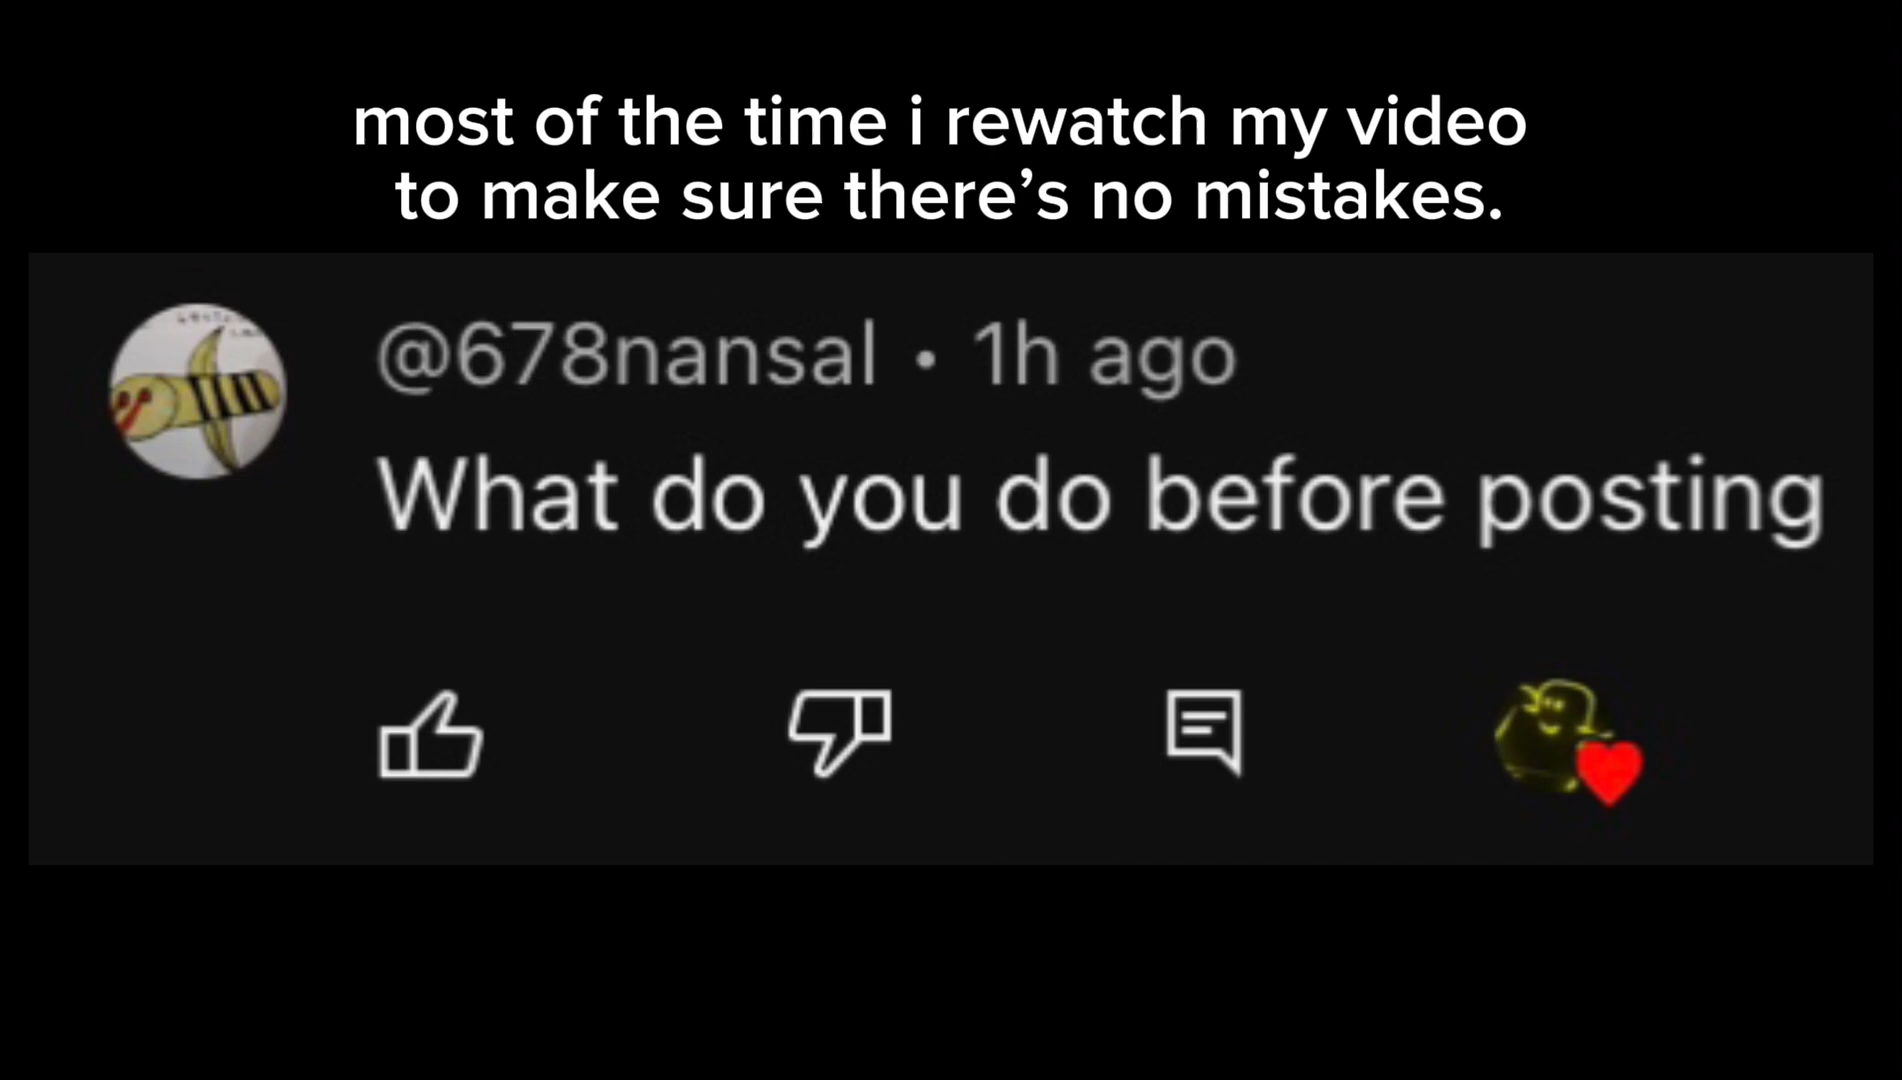 most of the time i rewatch my video
to make sure there’s no mistakes.
@678nansal • 1h ago
What do you do before posting